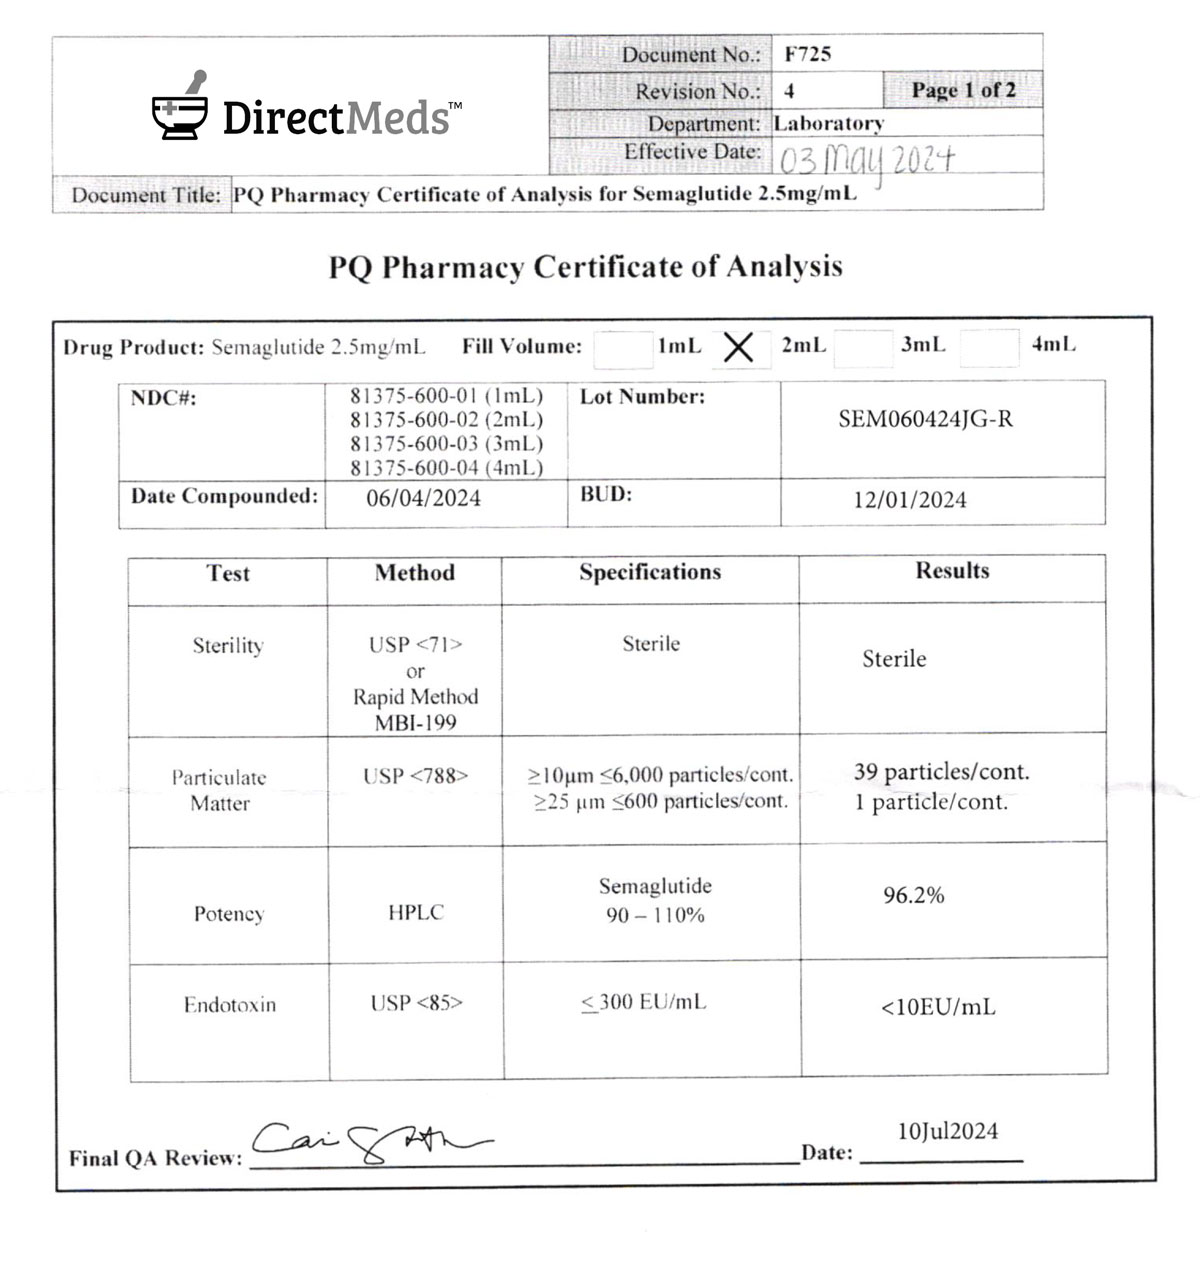 DirectMeds™
Document No.: F725
Revision No.: 4 Page 1 of 2
Department: Laboratory
Effective Date: 03 May 2024
Document Title: PQ Pharmacy Certificate of Analysis for Semaglutide 2.5mg/mL
PQ Pharmacy Certificate of Analysis
Drug Product: Semaglutide 2.5mg/mL Fill Volume: 1mL X 2mL 3mL 4mL
NDC#: 81375-600-01 (1mL) Lot Number:
81375-600-02 (2mL) SEM060424JG-R
81375-600-03 (3mL)
81375-600-04 (4mL)
Date Compounded: 06/04/2024 BUD: 12/01/2024
Test Method Specifications Results
Sterility USP <71> Sterile Sterile
or
Rapid Method
MBI-199
Particulate USP <788> ≥10µm ≤6,000 particles/cont. 39 particles/cont.
Matter ≥25 µm ≤600 particles/cont. 1 particle/cont.
Semaglutide 96.2%
Potency HPLC 90 – 110%
Endotoxin USP <85> ≤300 EU/mL <10EU/mL
Final QA Review: Date: 10Jul2024